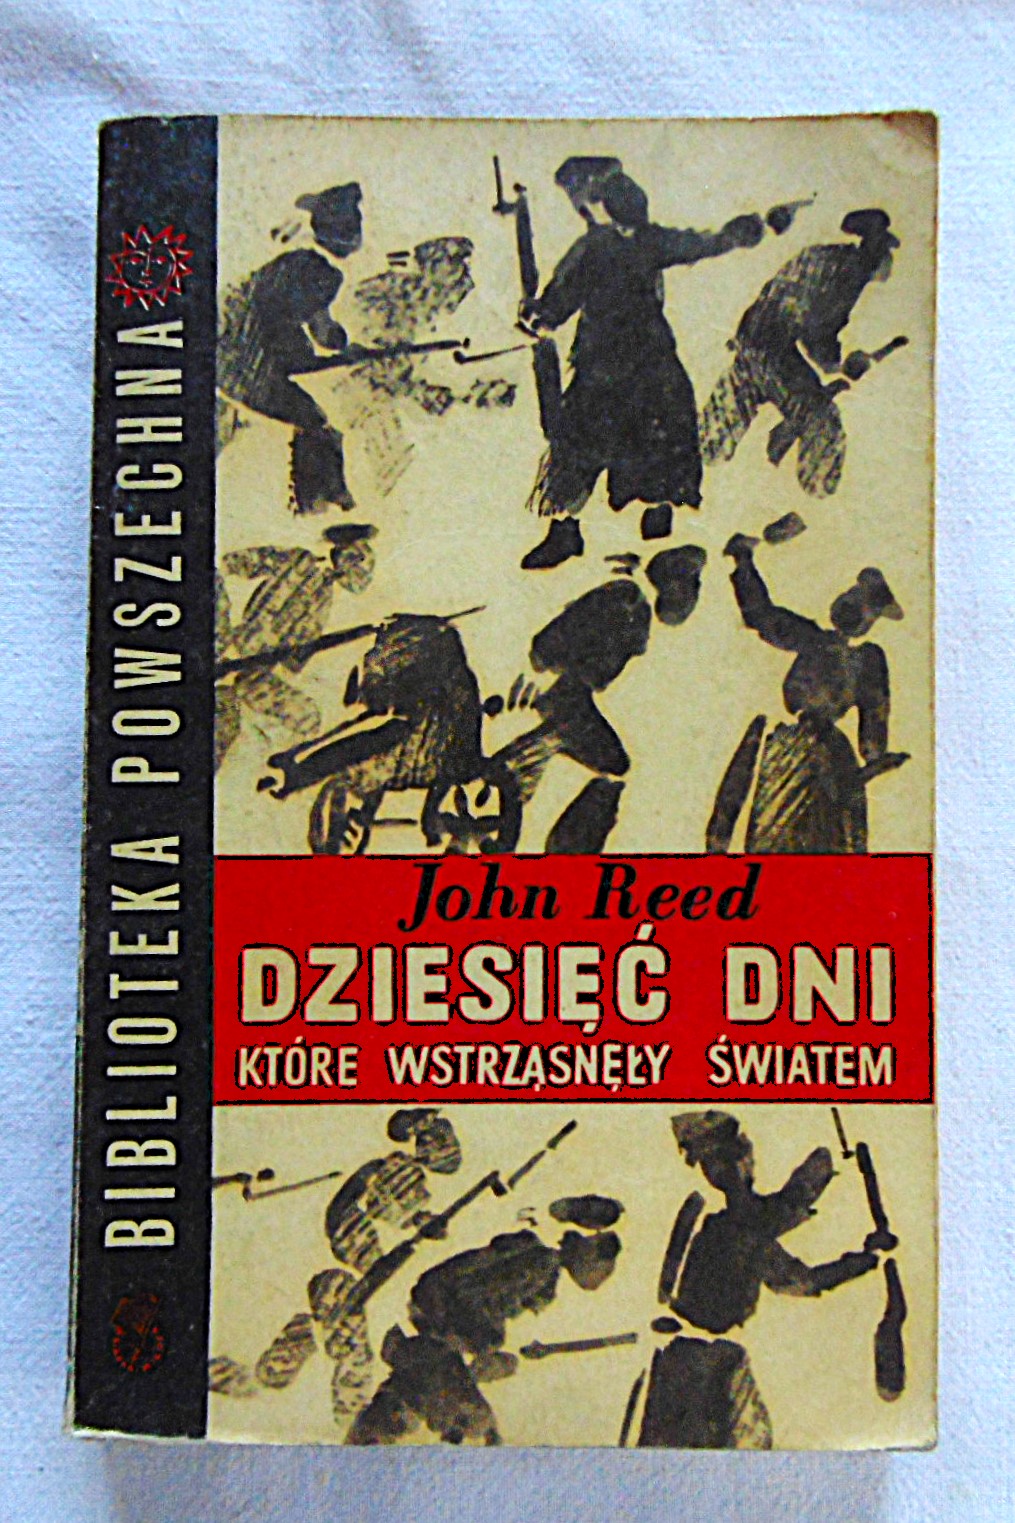 BIBLIOTEKA POWSZECHNA
John Reed
DZIESIĘĆ DNI
KTÓRE WSTRZĄSNĘŁY ŚWIATEM